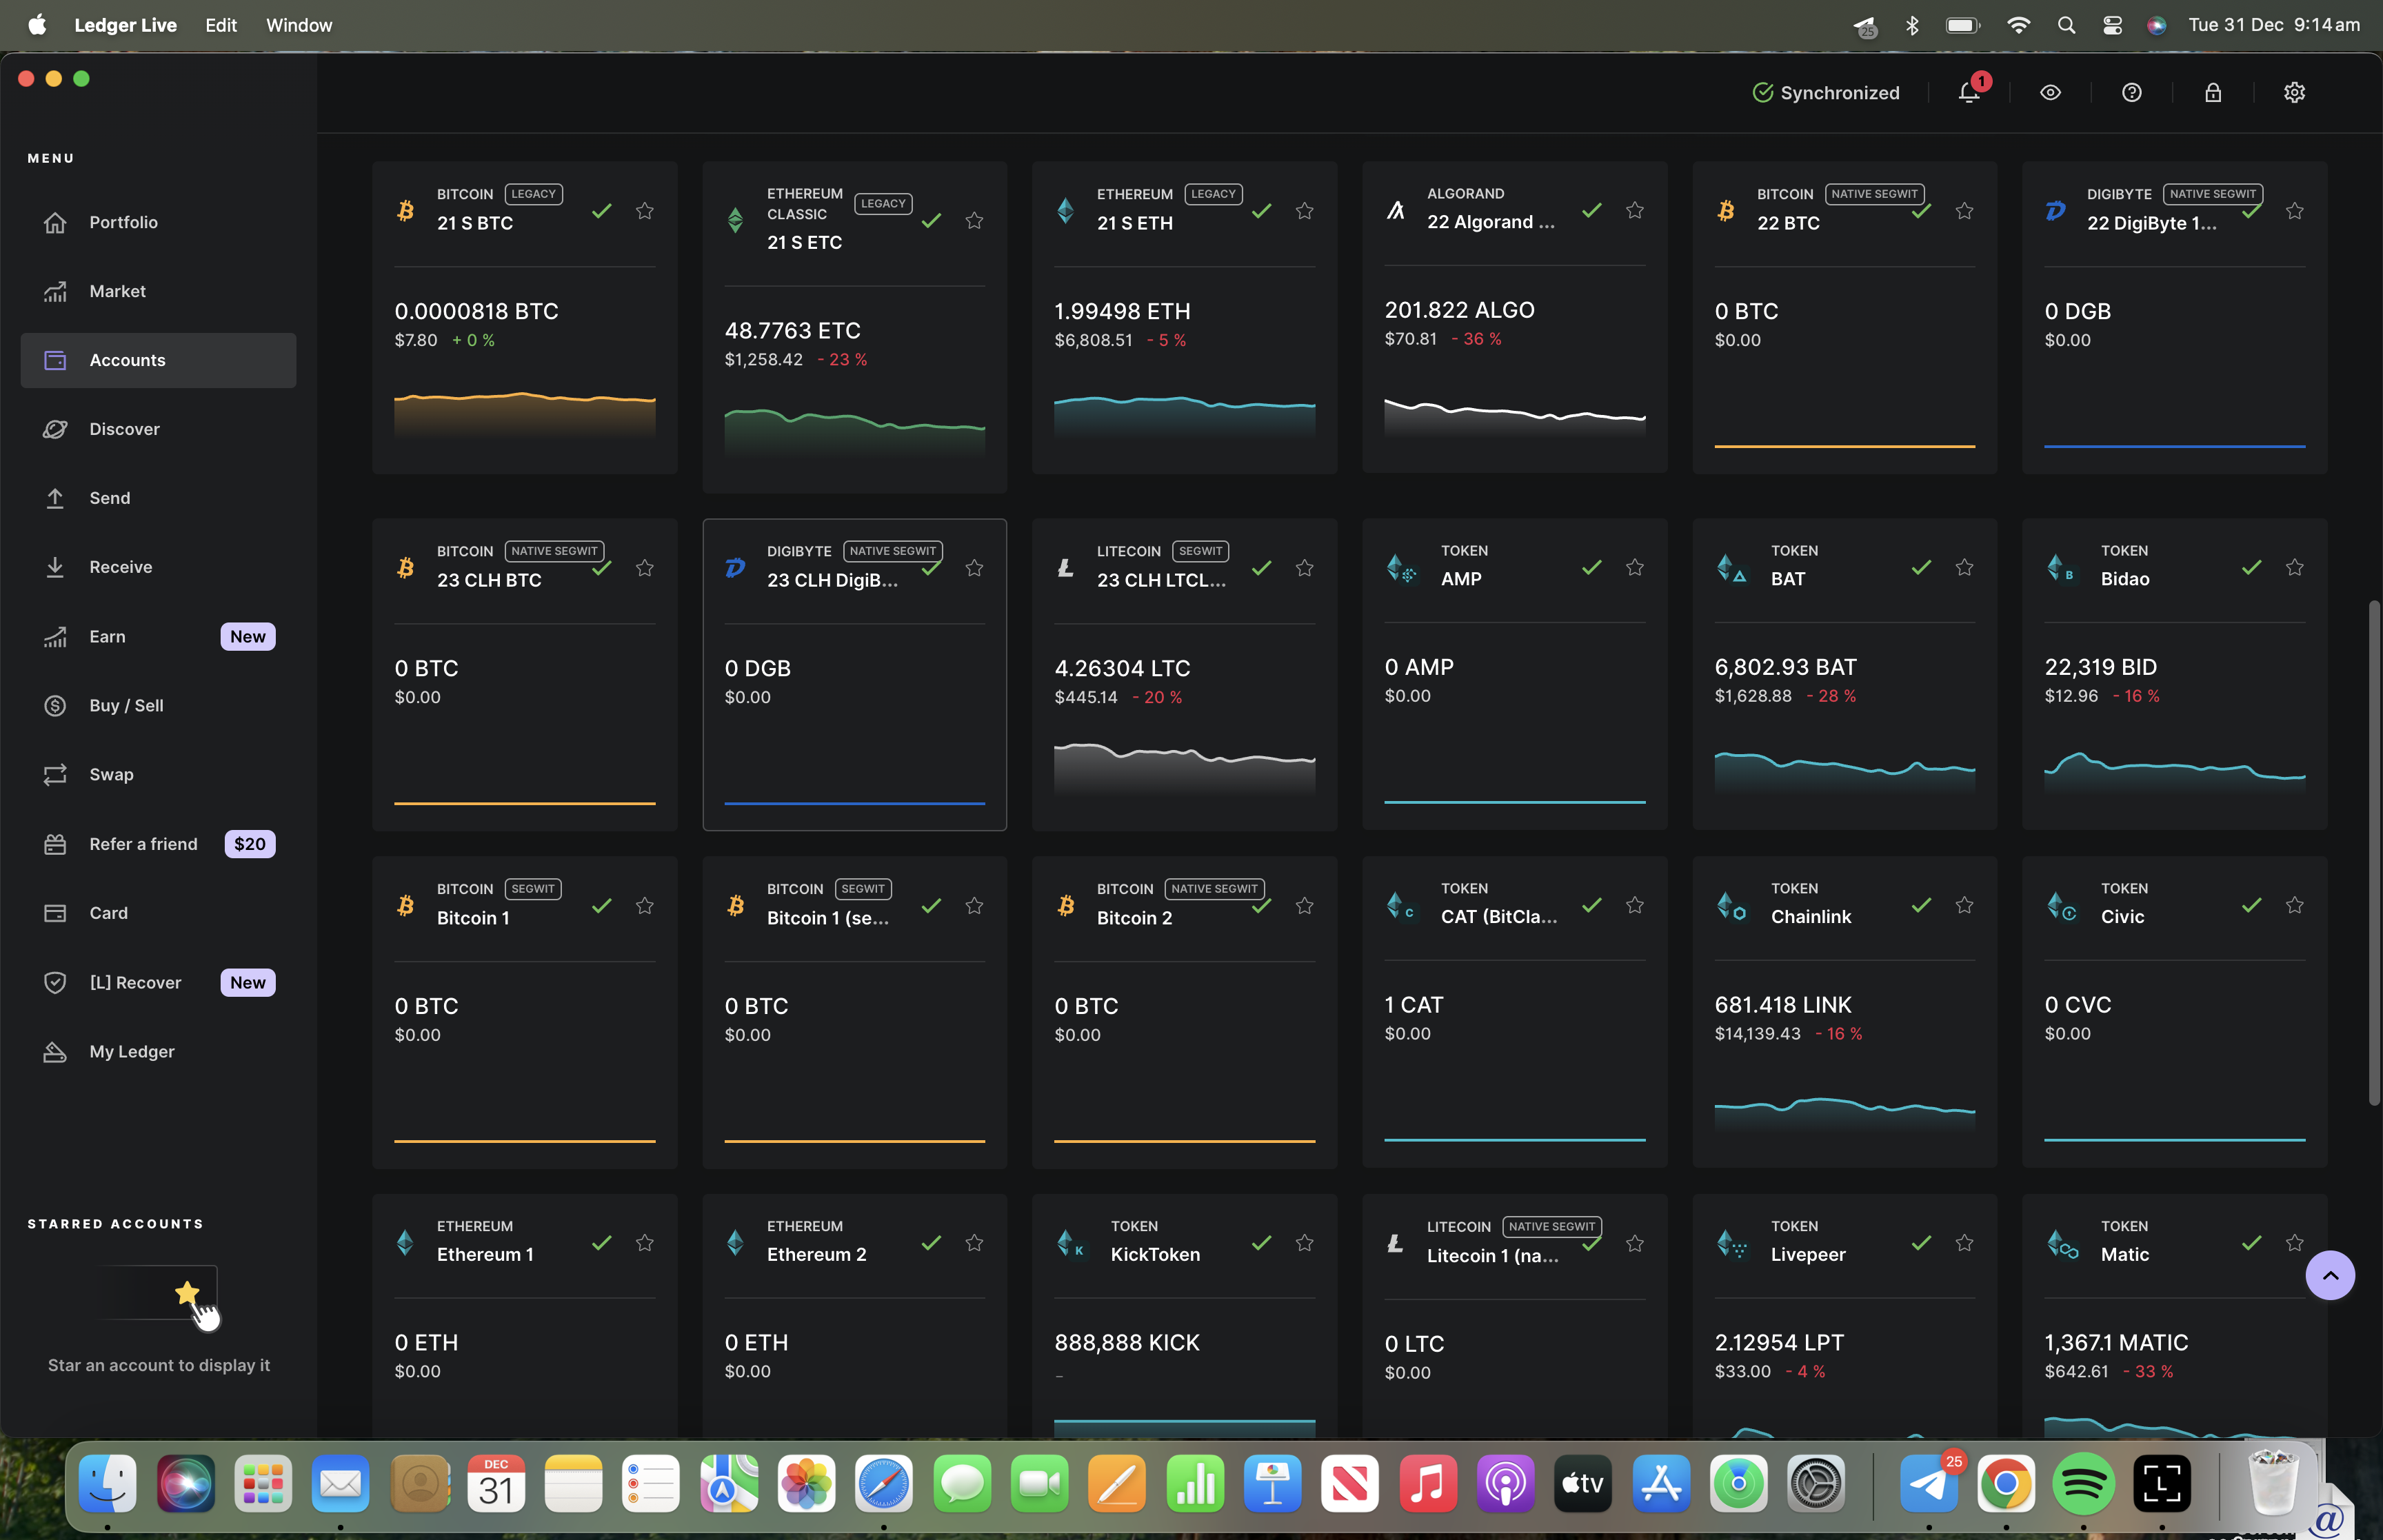 Ledger Live Edit Window 25 Tue 31 Dec 9:14 am
Synchronized 1
MENU
Portfolio
Market
Accounts
Discover
Send
Receive
Earn New
Buy / Sell
Swap
Refer a friend $20
Card
[L] Recover New
My Ledger
STARRED ACCOUNTS
Star an account to display it
BITCOIN LEGACY
21 S BTC
0.0000818 BTC
$7.80 + 0 %
ETHEREUM
CLASSIC LEGACY
21 S ETC
48.7763 ETC
$1,258.42 - 23 %
ETHEREUM LEGACY
21 S ETH
1.99498 ETH
$6,808.51 - 5 %
ALGORAND
22 Algorand ...
201.822 ALGO
$70.81 - 36 %
BITCOIN NATIVE SEGWIT
22 BTC
0 BTC
$0.00
DIGIBYTE NATIVE SEGWIT
22 DigiByte 1...
0 DGB
$0.00
BITCOIN NATIVE SEGWIT
23 CLH BTC
0 BTC
$0.00
DIGIBYTE NATIVE SEGWIT
23 CLH DigiB...
0 DGB
$0.00
LITECOIN SEGWIT
23 CLH LTCL...
4.26304 LTC
$445.14 - 20 %
TOKEN
AMP
0 AMP
$0.00
TOKEN
BAT
6,802.93 BAT
$1,628.88 - 28 %
B
TOKEN
Bidao
22,319 BID
$12.96 - 16 %
BITCOIN SEGWIT
Bitcoin 1
0 BTC
$0.00
BITCOIN SEGWIT
Bitcoin 1 (se...
0 BTC
$0.00
BITCOIN NATIVE SEGWIT
Bitcoin 2
0 BTC
$0.00
C
TOKEN
CAT (BitCla...
1 CAT
$0.00
TOKEN
Chainlink
681.418 LINK
$14,139.43 - 16 %
TOKEN
Civic
0 CVC
$0.00
ETHEREUM
Ethereum 1
0 ETH
$0.00
ETHEREUM
Ethereum 2
0 ETH
$0.00
K
TOKEN
KickToken
888,888 KICK
–
LITECOIN NATIVE SEGWIT
Litecoin 1 (na...
0 LTC
$0.00
TOKEN
Livepeer
2.12954 LPT
$33.00 - 4 %
TOKEN
Matic
1,367.1 MATIC
$642.61 - 33 %
DEC
31
tv
25
@